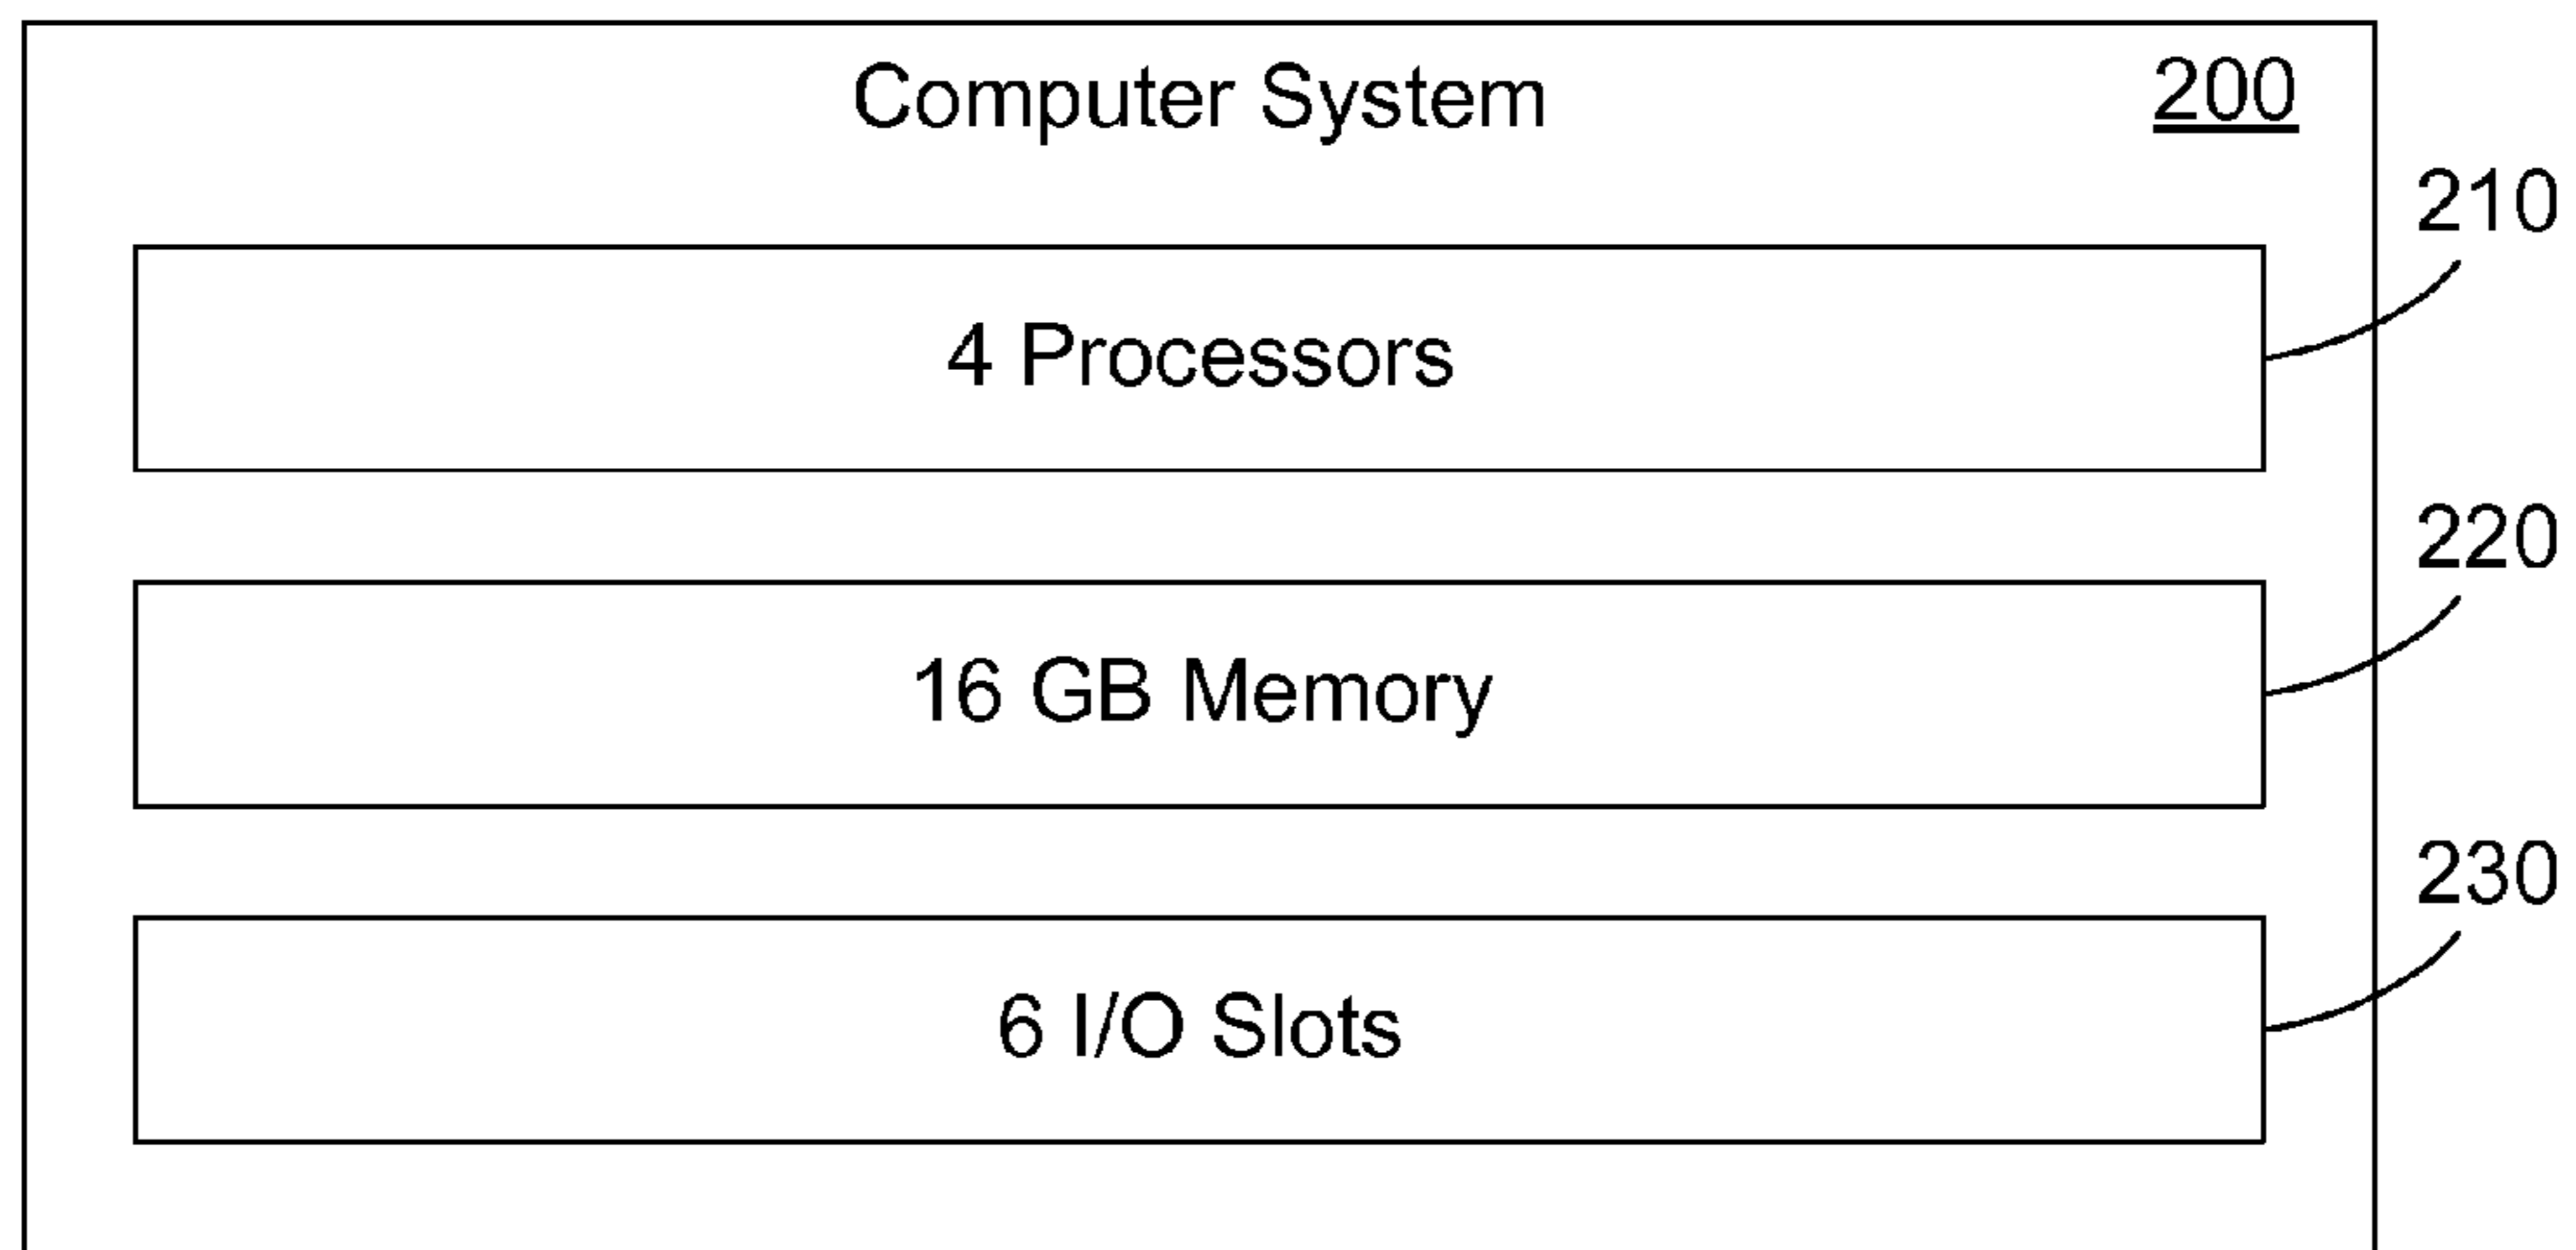 Computer System 200
210
4 Processors
220
16 GB Memory
230
6 I/O Slots